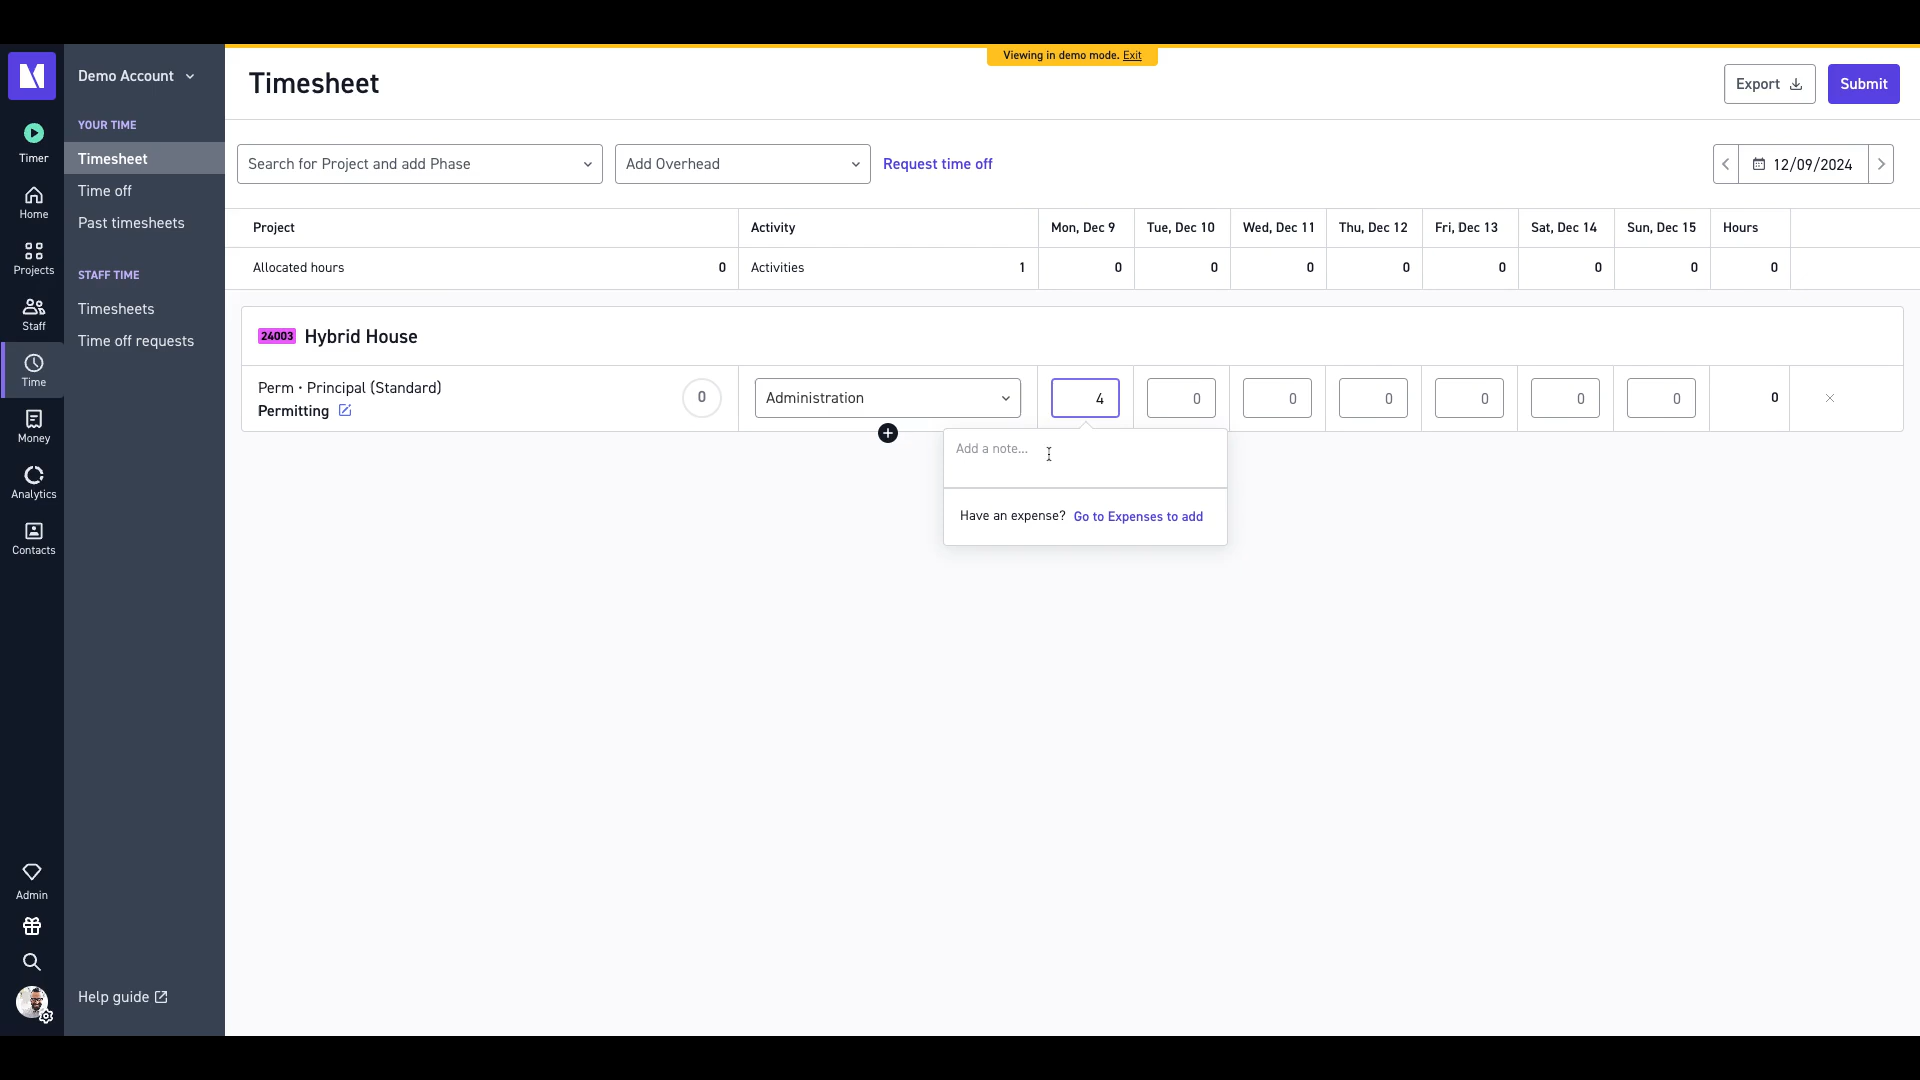 Viewing in demo mode. Exit
Demo Account
Timesheet
Export
Submit
Timer
Home
Projects
Staff
Time
Money
Analytics
Contacts
Admin
YOUR TIME
Timesheet
Time off
Past timesheets
STAFF TIME
Timesheets
Time off requests
Help guide
Search for Project and add Phase
Add Overhead
Request time off
12/09/2024
Project Activity Mon, Dec 9 Tue, Dec 10 Wed, Dec 11 Thu, Dec 12 Fri, Dec 13 Sat, Dec 14 Sun, Dec 15 Hours
Allocated hours 0 Activities 1 0 0 0 0 0 0 0 0
24003 Hybrid House
Perm • Principal (Standard)
Permitting
0 Administration 4 0 0 0 0 0 0 0
Add a note...
Have an expense? Go to Expenses to add